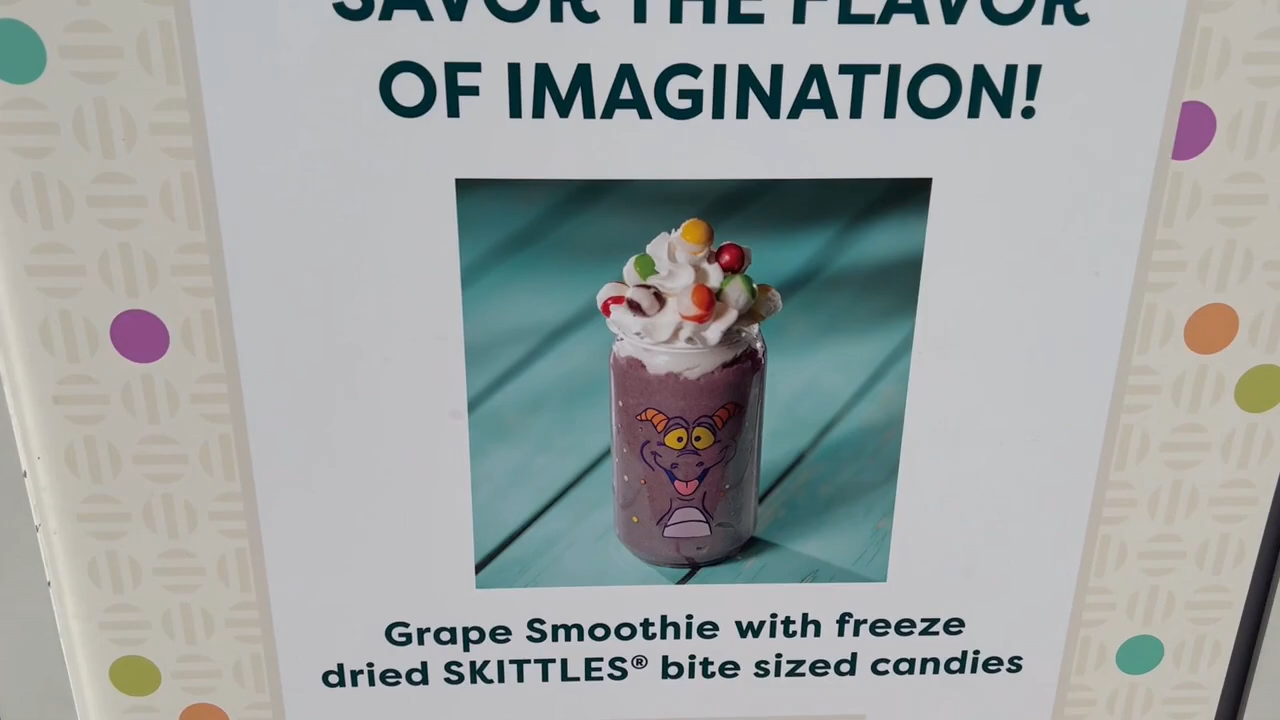 SAVOR THE FLAVOR
OF IMAGINATION!
Grape Smoothie with freeze
dried SKITTLES® bite sized candies